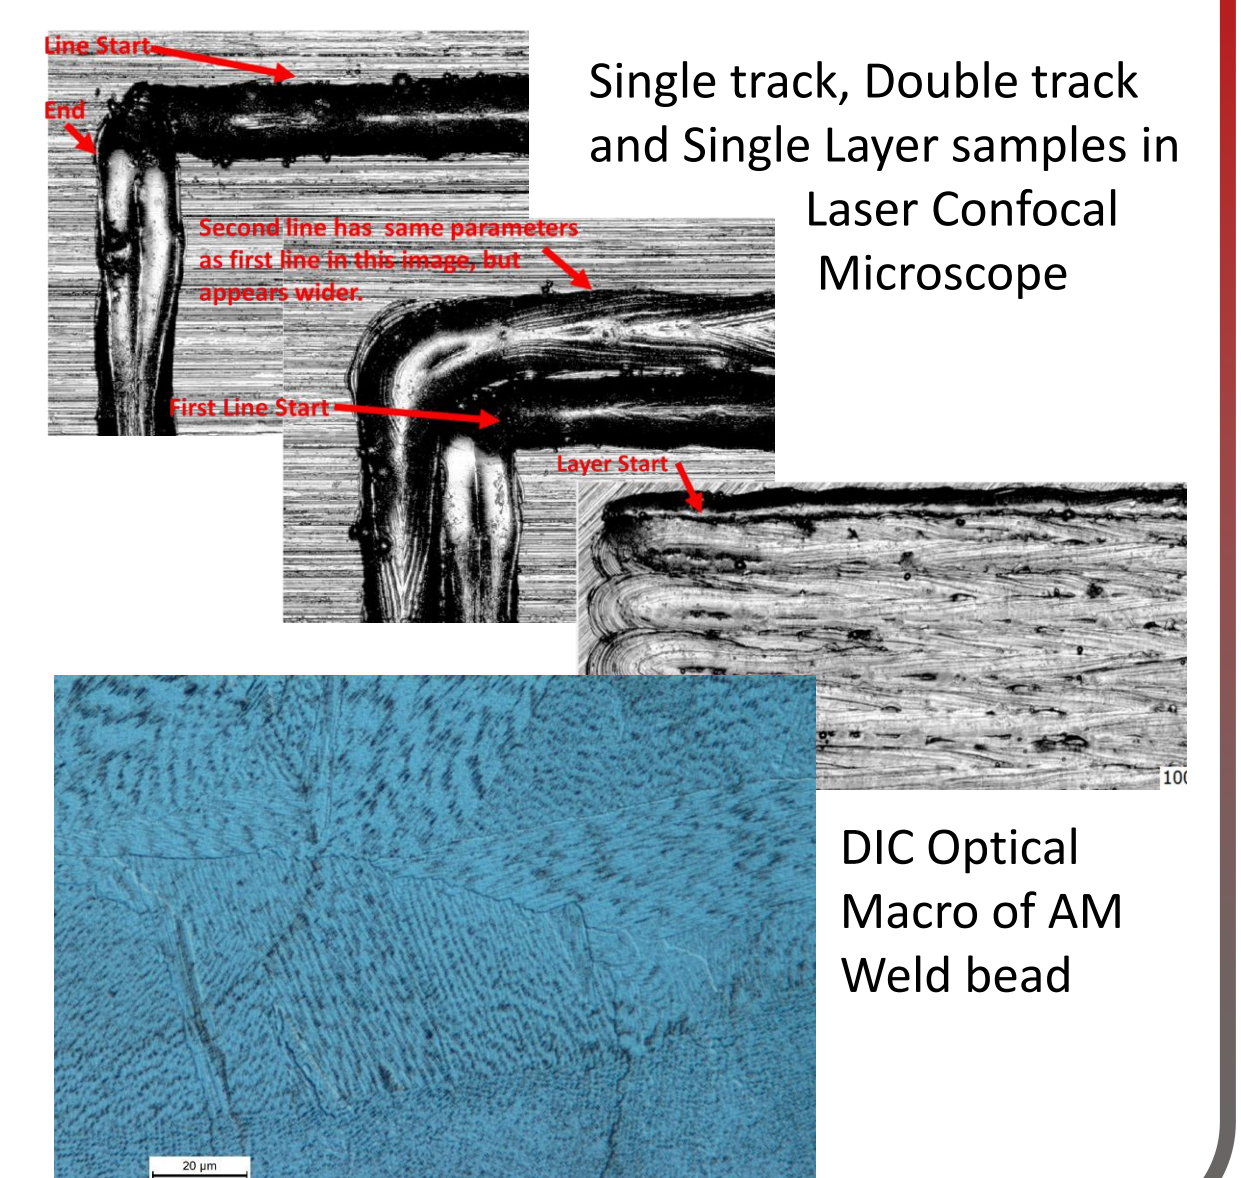 Line Start
End
Single track, Double track
and Single Layer samples in
Laser Confocal
Microscope
Second line has same parameters
as first line in this image, but
appears wider.
First Line Start
Layer Start
100
DIC Optical
Macro of AM
Weld bead
20 µm